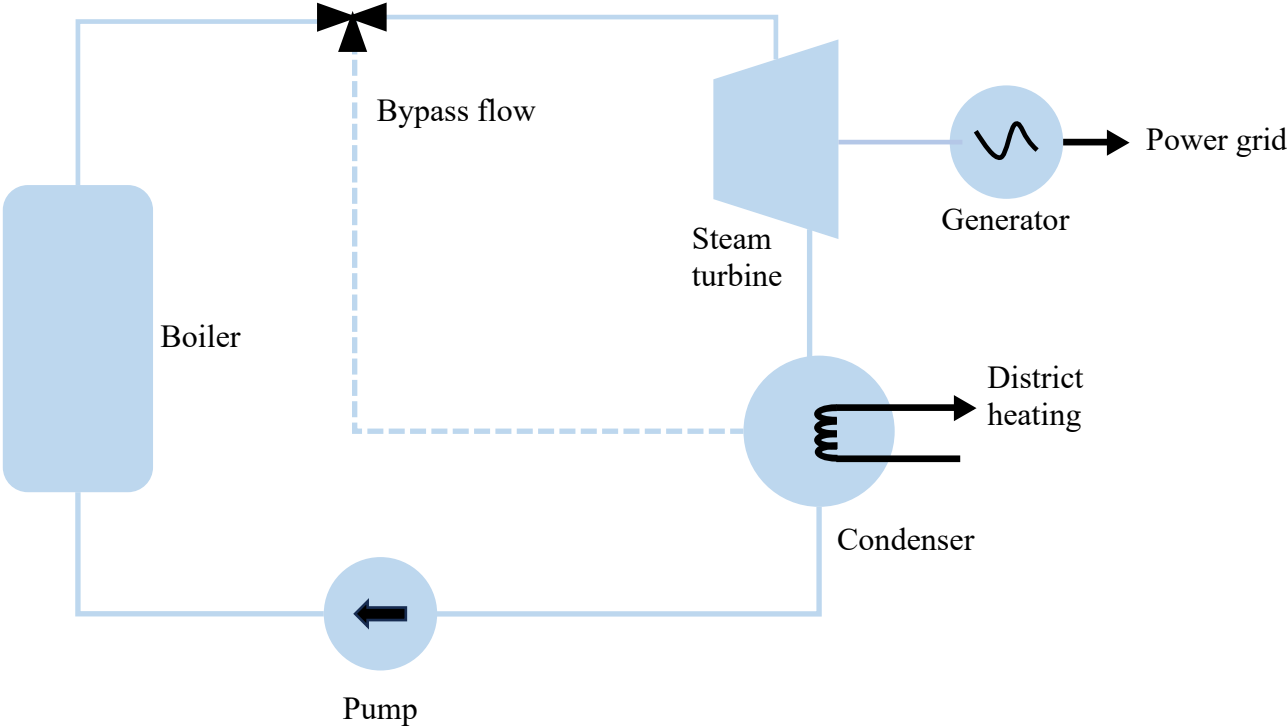 Bypass flow
Power grid
Generator
Steam
turbine
Boiler
District
heating
Condenser
Pump